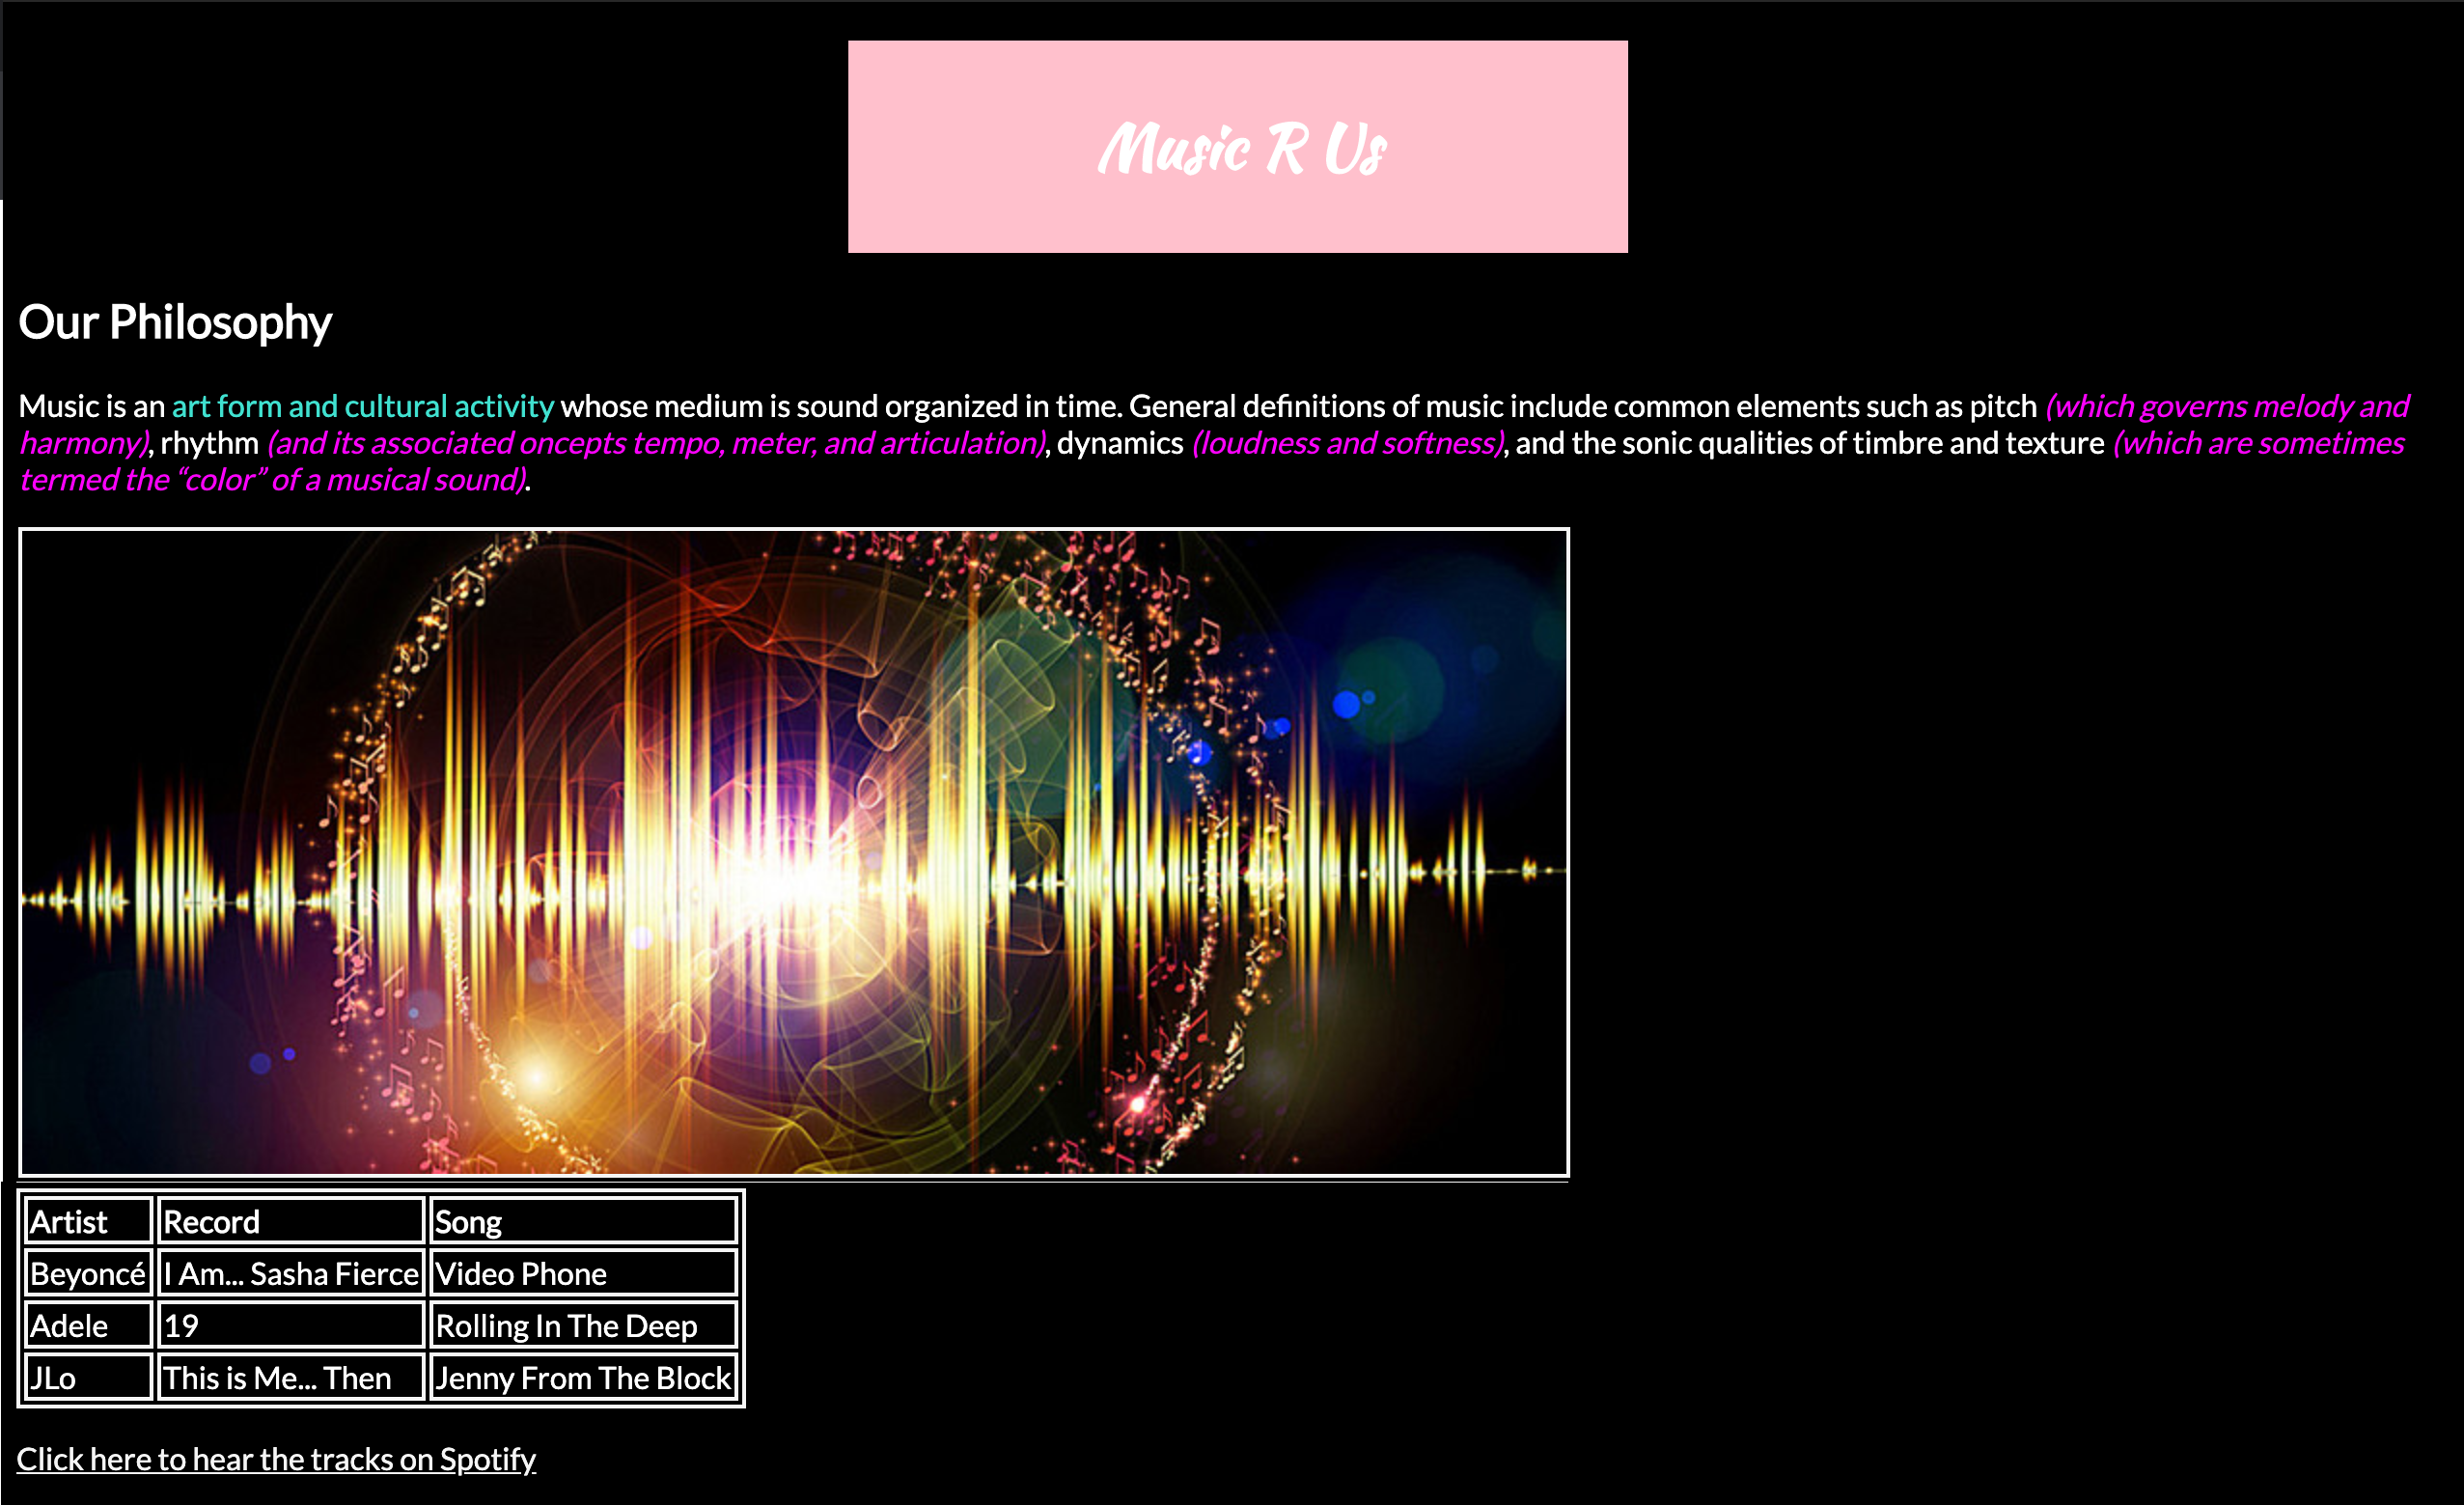 Music R Us
Our Philosophy
Music is an art form and cultural activity whose medium is sound organized in time. General definitions of music include common elements such as pitch (which governs melody and
harmony), rhythm (and its associated oncepts tempo, meter, and articulation), dynamics (loudness and softness), and the sonic qualities of timbre and texture (which are sometimes
termed the “color” of a musical sound).
Artist Record Song
Beyoncé I Am... Sasha Fierce Video Phone
Adele 19 Rolling In The Deep
JLo This is Me... Then Jenny From The Block
Click here to hear the tracks on Spotify